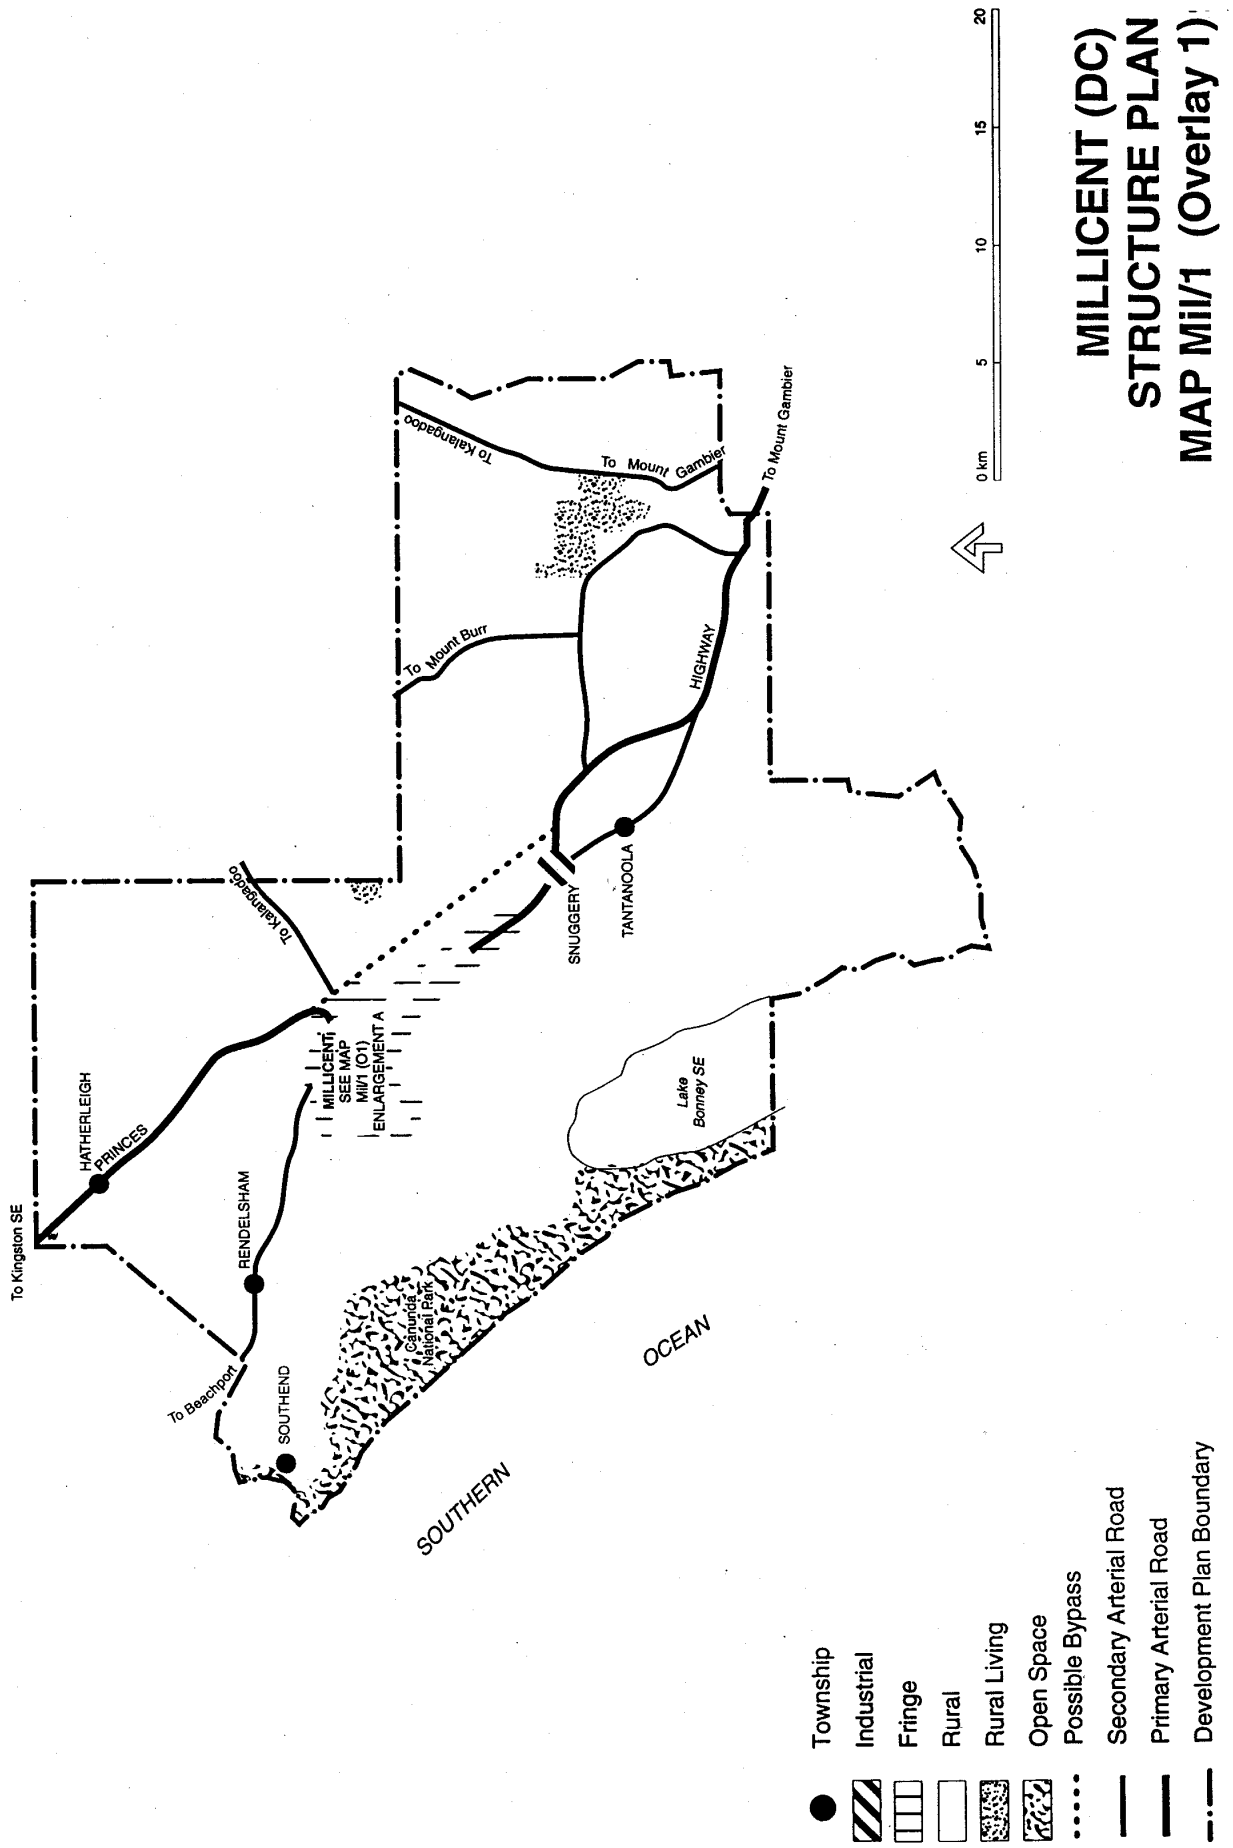 To Kingston SE
HATHERLEIGH
PRINCES
To Kalangadoo
RENDELSHAM
To Beachport
SOUTHEND
MILLICENT
SEE MAP
Mil/1 (O1)
ENLARGEMENT A
Canunda
National Park
To Kalangadoo
To Mount Burr
To Mount Gambier
SNUGGERY
TANTANOOLA
HIGHWAY
To Mount Gambier
Lake
Bonney SE
SOUTHERN
OCEAN
Township
Industrial
Fringe
Rural
Rural Living
Open Space
Possible Bypass
Secondary Arterial Road
Primary Arterial Road
Development Plan Boundary
0 km 5 10 15 20
MILLICENT (DC)
STRUCTURE PLAN
MAP Mil/1 (Overlay 1)